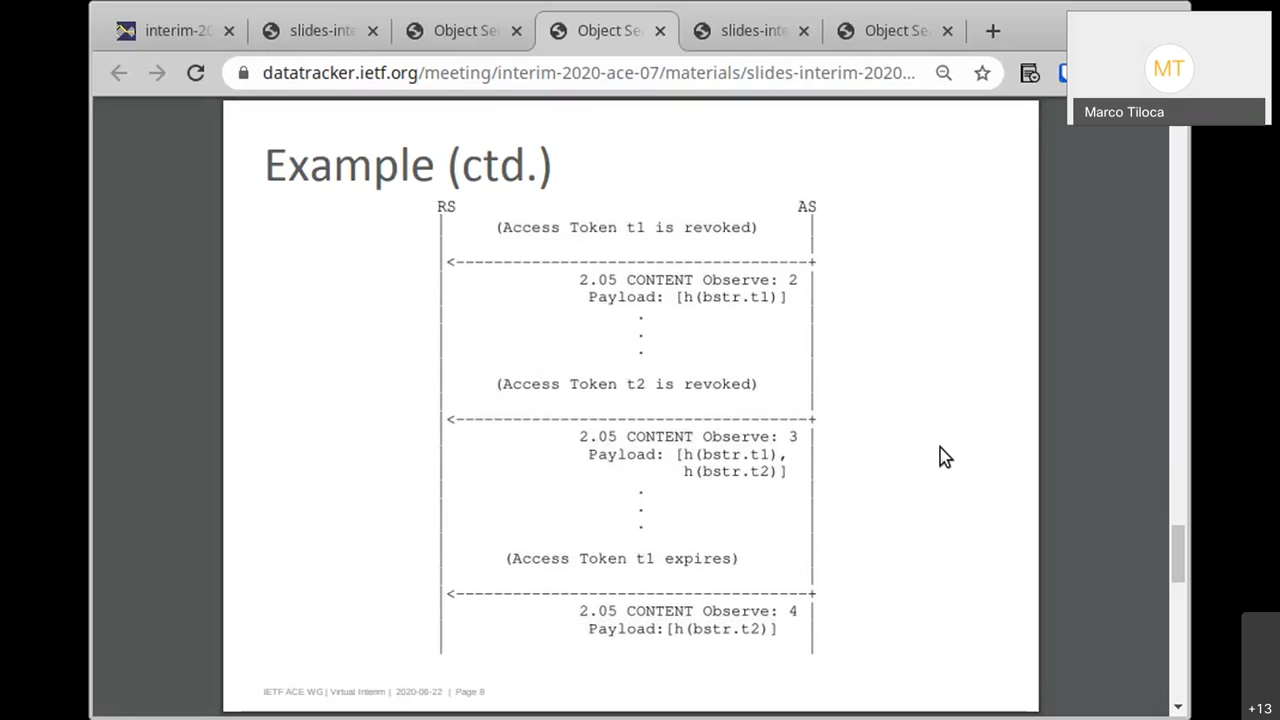 interim-20
slides-inte
Object Se
Object Se
slides-inte
Object Se
datatracker.ietf.org/meeting/interim-2020-ace-07/materials/slides-interim-2020...
MT
Marco Tiloca
Example (ctd.)
RS AS
(Access Token t1 is revoked)
<---------------------------------------+
2.05 CONTENT Observe: 2
Payload: [h(bstr.t1)]
.
.
.
(Access Token t2 is revoked)
<---------------------------------------+
2.05 CONTENT Observe: 3
Payload: [h(bstr.t1),
h(bstr.t2)]
.
.
.
(Access Token t1 expires)
<---------------------------------------+
2.05 CONTENT Observe: 4
Payload:[h(bstr.t2)]
IETF ACE WG | Virtual Interim | 2020-06-22 | Page 8
+13